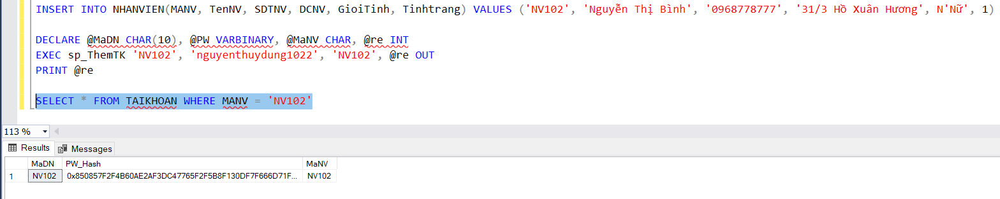 INSERT INTO NHANVIEN(MANV, TenNV, SDTNV, DCNV, GioiTinh, Tinhtrang) VALUES ('NV102', 'Nguyễn Thị Bình', '0968778777', '31/3 Hồ Xuân Hương', N'Nữ', 1)
DECLARE @MaDN CHAR(10), @PW VARBINARY, @MaNV CHAR, @re INT
EXEC sp_ThemTK 'NV102', 'nguyenthuydung1022', 'NV102', @re OUT
PRINT @re
SELECT * FROM TAIKHOAN WHERE MANV = 'NV102'
113 %
Results Messages
MaDN PW_Hash MaNV
1 NV102 0x850857F2F4B60AE2AF3DC47765F2F5B8F130DF7F666D71F... NV102